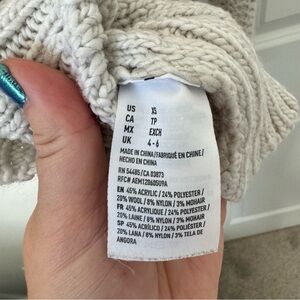 US XS
CA TP
MX EXCH
UK 4-6
MADE IN CHINA/FABRIQUÉ EN CHINE/
HECHO EN CHINA
RN 54485/CA 03873
RFC# AEM120605U9A
EN 45% ACRYLIC / 24% POLYESTER /
20% WOOL / 8% NYLON / 3% MOHAIR
FR 45% ACRYLIQUE / 24% POLYESTER /
20% LAINE / 8% NYLON / 3% MOHAIR
SP 45% ACRÍLICO / 24% POLIÉSTER /
20% LANA / 8% NYLON / 3% TELA DE
ANGORA